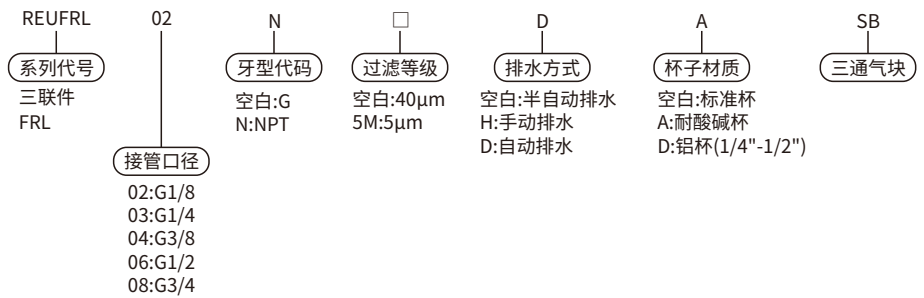 REUFRL 02 N □ D A SB
系列代号 牙型代码 过滤等级 排水方式 杯子材质 三通气块
三联件 空白:G 空白:40μm 空白:半自动排水 空白:标准杯
FRL N:NPT 5M:5μm H:手动排水 A:耐酸碱杯
D:自动排水 D:铝杯(1/4"-1/2")
接管口径
02:G1/8
03:G1/4
04:G3/8
06:G1/2
08:G3/4